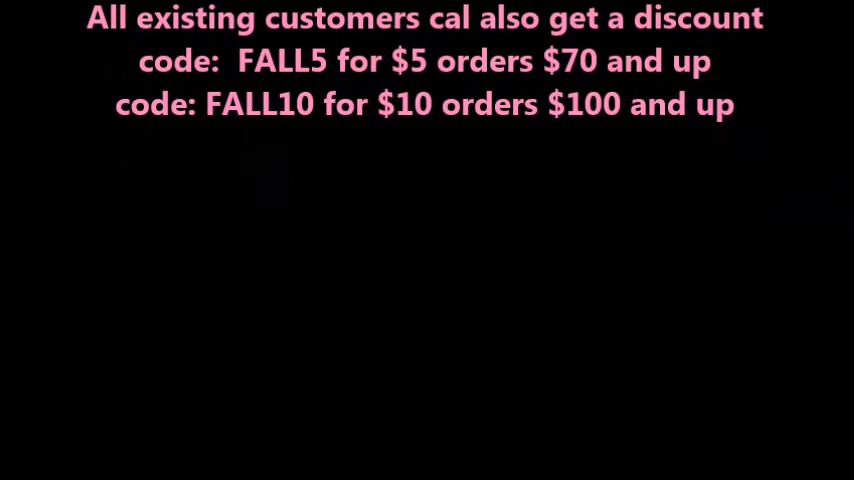 All existing customers cal also get a discount
code:  FALL5 for $5 orders $70 and up
code: FALL10 for $10 orders $100 and up